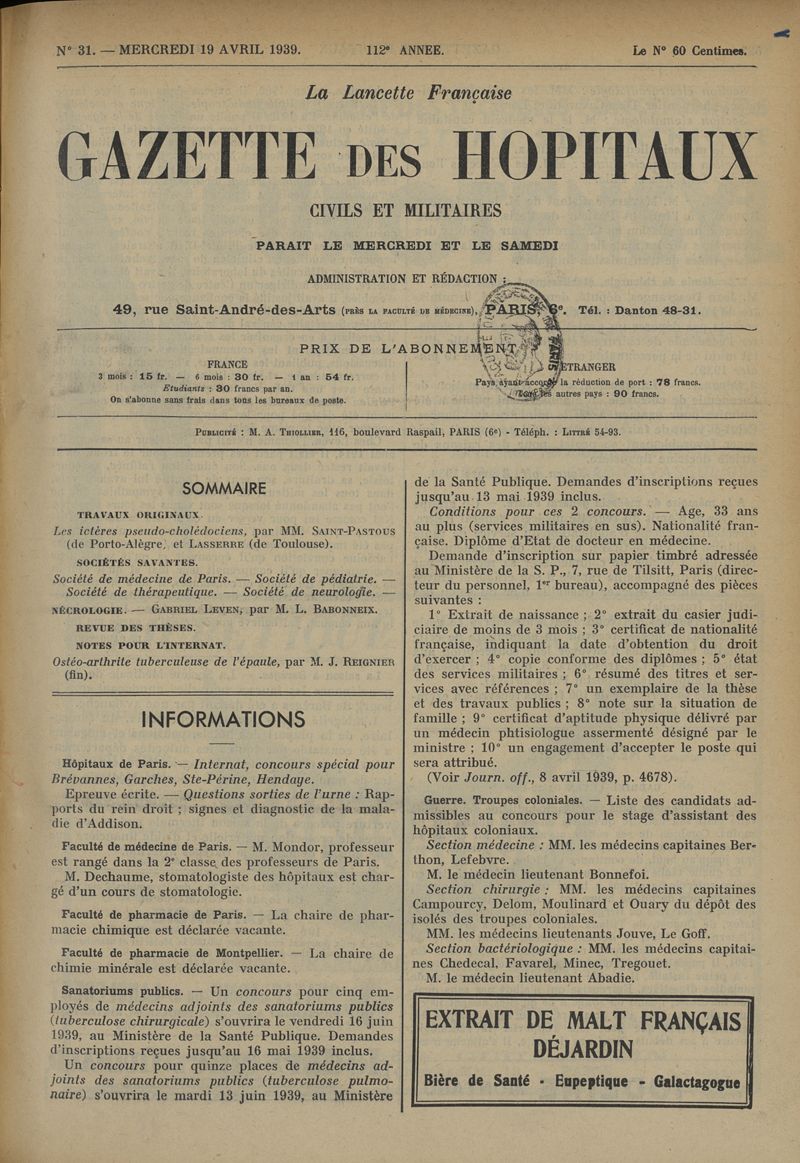 N° 31. — MERCREDI 19 AVRIL 1939. 112e ANNEE. Le N° 60 Centimes.
La Lancette Française
GAZETTE DES HOPITAUX
CIVILS ET MILITAIRES
PARAIT LE MERCREDI ET LE SAMEDI
ADMINISTRATION ET RÉDACTION :
49, rue Saint-André-des-Arts (PRÈS LA FACULTÉ DE MÉDECINE), PARIS, 6e. Tél. : Danton 48-31.
PRIX DE L'ABONNEMENT
FRANCE
3 mois : 15 fr. — 6 mois : 30 fr. — 1 an : 54 fr.
Etudiants : 30 francs par an.
On s'abonne sans frais dans tous les bureaux de poste.
ETRANGER
Pays ayant accordé la réduction de port : 78 francs.
les autres pays : 90 francs.
PUBLICITÉ : M. A. THIOLLIER, 116, boulevard Raspail, PARIS (6e) - Téléph. : LITTRÉ 54-93.
SOMMAIRE
TRAVAUX ORIGINAUX.
Les ictères pseudo-cholédociens, par MM. SAINT-PASTOUS
(de Porto-Alègre, et LASSERRE (de Toulouse).
SOCIÉTÉS SAVANTES.
Société de médecine de Paris. — Société de pédiatrie. —
Société de thérapeutique. — Société de neurologie. —
NÉCROLOGIE. — GABRIEL LEVEN, par M. L. BABONNEIX.
REVUE DES THÈSES.
NOTES POUR L'INTERNAT.
Ostéo-arthrite tuberculeuse de l'épaule, par M. J. REIGNIER
(fin).
INFORMATIONS
Hôpitaux de Paris. — Internat, concours spécial pour
Brévannes, Garches, Ste-Périne, Hendaye.
Epreuve écrite. — Questions sorties de l'urne : Rap-
ports du rein droit ; signes et diagnostic de la mala-
die d'Addison.
Faculté de médecine de Paris. — M. Mondor, professeur
est rangé dans la 2e classe des professeurs de Paris.
M. Dechaume, stomatologiste des hôpitaux est char-
gé d'un cours de stomatologie.
Faculté de pharmacie de Paris. — La chaire de phar-
macie chimique est déclarée vacante.
Faculté de pharmacie de Montpellier. — La chaire de
chimie minérale est déclarée vacante.
Sanatoriums publics. — Un concours pour cinq em-
ployés de médecins adjoints des sanatoriums publics
(tuberculose chirurgicale) s'ouvrira le vendredi 16 juin
1939, au Ministère de la Santé Publique. Demandes
d'inscriptions reçues jusqu'au 16 mai 1939 inclus.
Un concours pour quinze places de médecins ad-
joints des sanatoriums publics (tuberculose pulmo-
naire) s'ouvrira le mardi 13 juin 1939, au Ministère
de la Santé Publique. Demandes d'inscriptions reçues
jusqu'au 13 mai 1939 inclus.
Conditions pour ces 2 concours. — Age, 33 ans
au plus (services militaires en sus). Nationalité fran-
çaise. Diplôme d'Etat de docteur en médecine.
Demande d'inscription sur papier timbré adressée
au Ministère de la S. P., 7, rue de Tilsitt, Paris (direc-
teur du personnel, 1er bureau), accompagné des pièces
suivantes :
1° Extrait de naissance ; 2° extrait du casier judi-
ciaire de moins de 3 mois ; 3° certificat de nationalité
française, indiquant la date d'obtention du droit
d'exercer ; 4° copie conforme des diplômes ; 5° état
des services militaires ; 6° résumé des titres et ser-
vices avec références ; 7° un exemplaire de la thèse
et des travaux publics ; 8° note sur la situation de
famille ; 9° certificat d'aptitude physique délivré par
un médecin phtisiologue assermenté désigné par le
ministre ; 10° un engagement d'accepter le poste qui
sera attribué.
(Voir Journ. off., 8 avril 1939, p. 4678).
Guerre. Troupes coloniales. — Liste des candidats ad-
missibles au concours pour le stage d'assistant des
hôpitaux coloniaux.
Section médecine : MM. les médecins capitaines Ber-
thon, Lefebvre.
M. le médecin lieutenant Bonnefoi.
Section chirurgie : MM. les médecins capitaines
Campourcy, Delom, Moulinard et Ouary du dépôt des
isolés des troupes coloniales.
MM. les médecins lieutenants Jouve, Le Goff.
Section bactériologique : MM. les médecins capitai-
nes Chedecal, Favarel, Minec, Tregouet.
M. le médecin lieutenant Abadie.
EXTRAIT DE MALT FRANÇAIS
DÉJARDIN
Bière de Santé - Eupeptique - Galactagogue